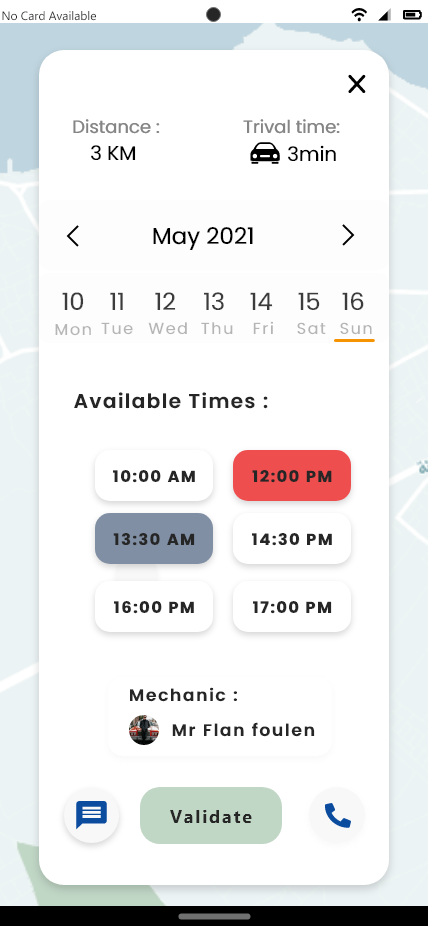 No Card Available
Distance :
Trival time:
3 KM
3min
May 2021
10 11 12 13 14 15 16
Mon Tue Wed Thu Fri Sat Sun
Available Times :
10:00 AM 12:00 PM
13:30 AM 14:30 PM
16:00 PM 17:00 PM
Mechanic :
Mr Flan foulen
Validate